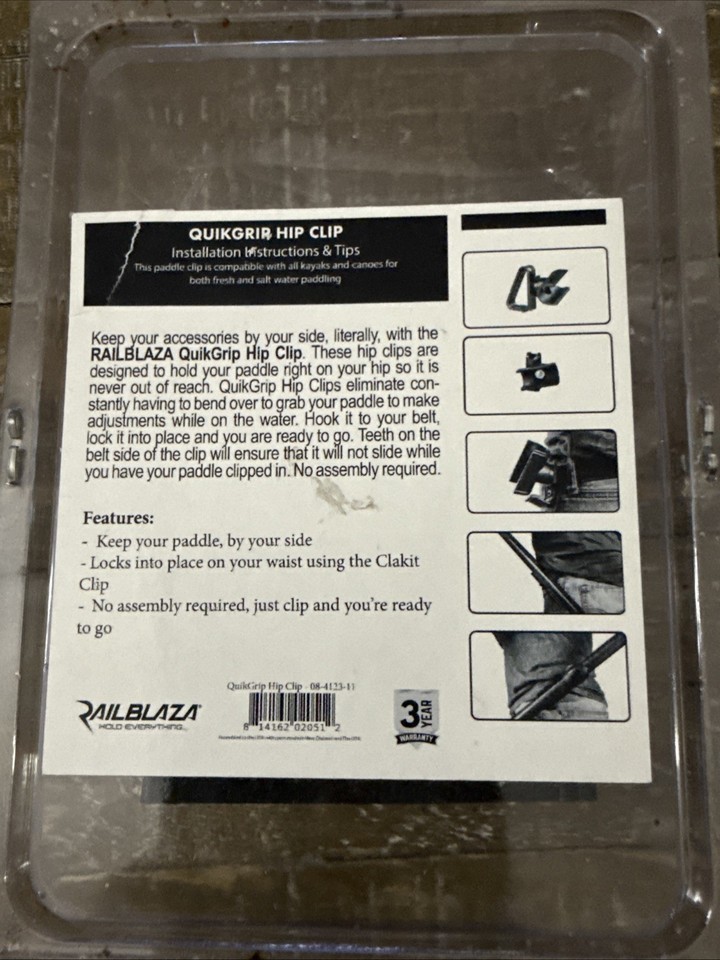 QUIKGRIP HIP CLIP
Installation Instructions & Tips
This paddle clip is compatible with all kayaks and canoes for
both fresh and salt water paddling
Keep your accessories by your side, literally, with the
RAILBLAZA QuikGrip Hip Clip. These hip clips are
designed to hold your paddle right on your hip so it is
never out of reach. QuikGrip Hip Clips eliminate con-
stantly having to bend over to grab your paddle to make
adjustments while on the water. Hook it to your belt,
lock it into place and you are ready to go. Teeth on the
belt side of the clip will ensure that it will not slide while
you have your paddle clipped in. No assembly required.
Features:
- Keep your paddle, by your side
- Locks into place on your waist using the Clakit
Clip
- No assembly required, just clip and you're ready
to go
QuikGrip Hip Clip - 08-4123-11
RAILBLAZA
HOLD EVERYTHING...
8 14162 02051 2
3 YEAR
WARRANTY